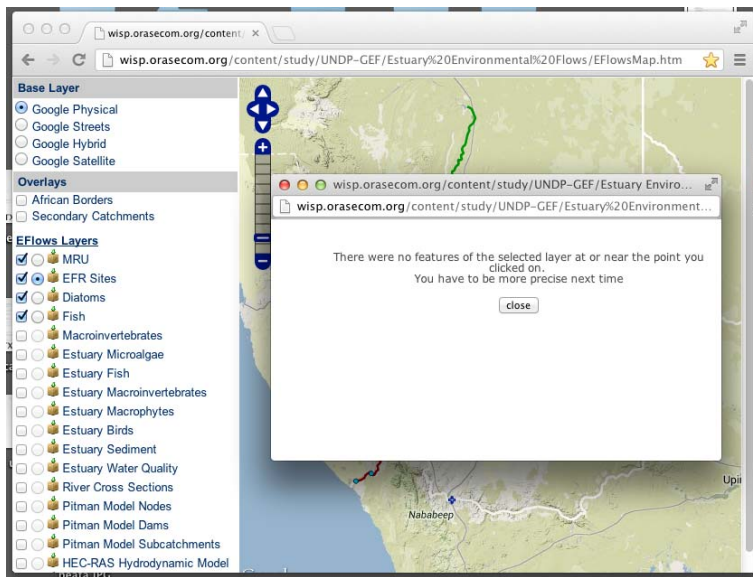 wisp.orasecom.org/content/
wisp.orasecom.org/content/study/UNDP-GEF/Estuary%20Environmental%20Flows/EFlowsMap.htm
Base Layer
Google Physical
Google Streets
Google Hybrid
Google Satellite
Overlays
African Borders
Secondary Catchments
EFlows Layers
MRU
EFR Sites
Diatoms
Fish
Macroinvertebrates
Estuary Microalgae
Estuary Fish
Estuary Macroinvertebrates
Estuary Macrophytes
Estuary Birds
Estuary Sediment
Estuary Water Quality
River Cross Sections
Pitman Model Nodes
Pitman Model Dams
Pitman Model Subcatchments
HEC-RAS Hydrodynamic Model
wisp.orasecom.org/content/study/UNDP-GEF/Estuary Enviro...
wisp.orasecom.org/content/study/UNDP-GEF/Estuary%20Environment...
There were no features of the selected layer at or near the point you
clicked on.
You have to be more precise next time
close
Nababeep
Upi